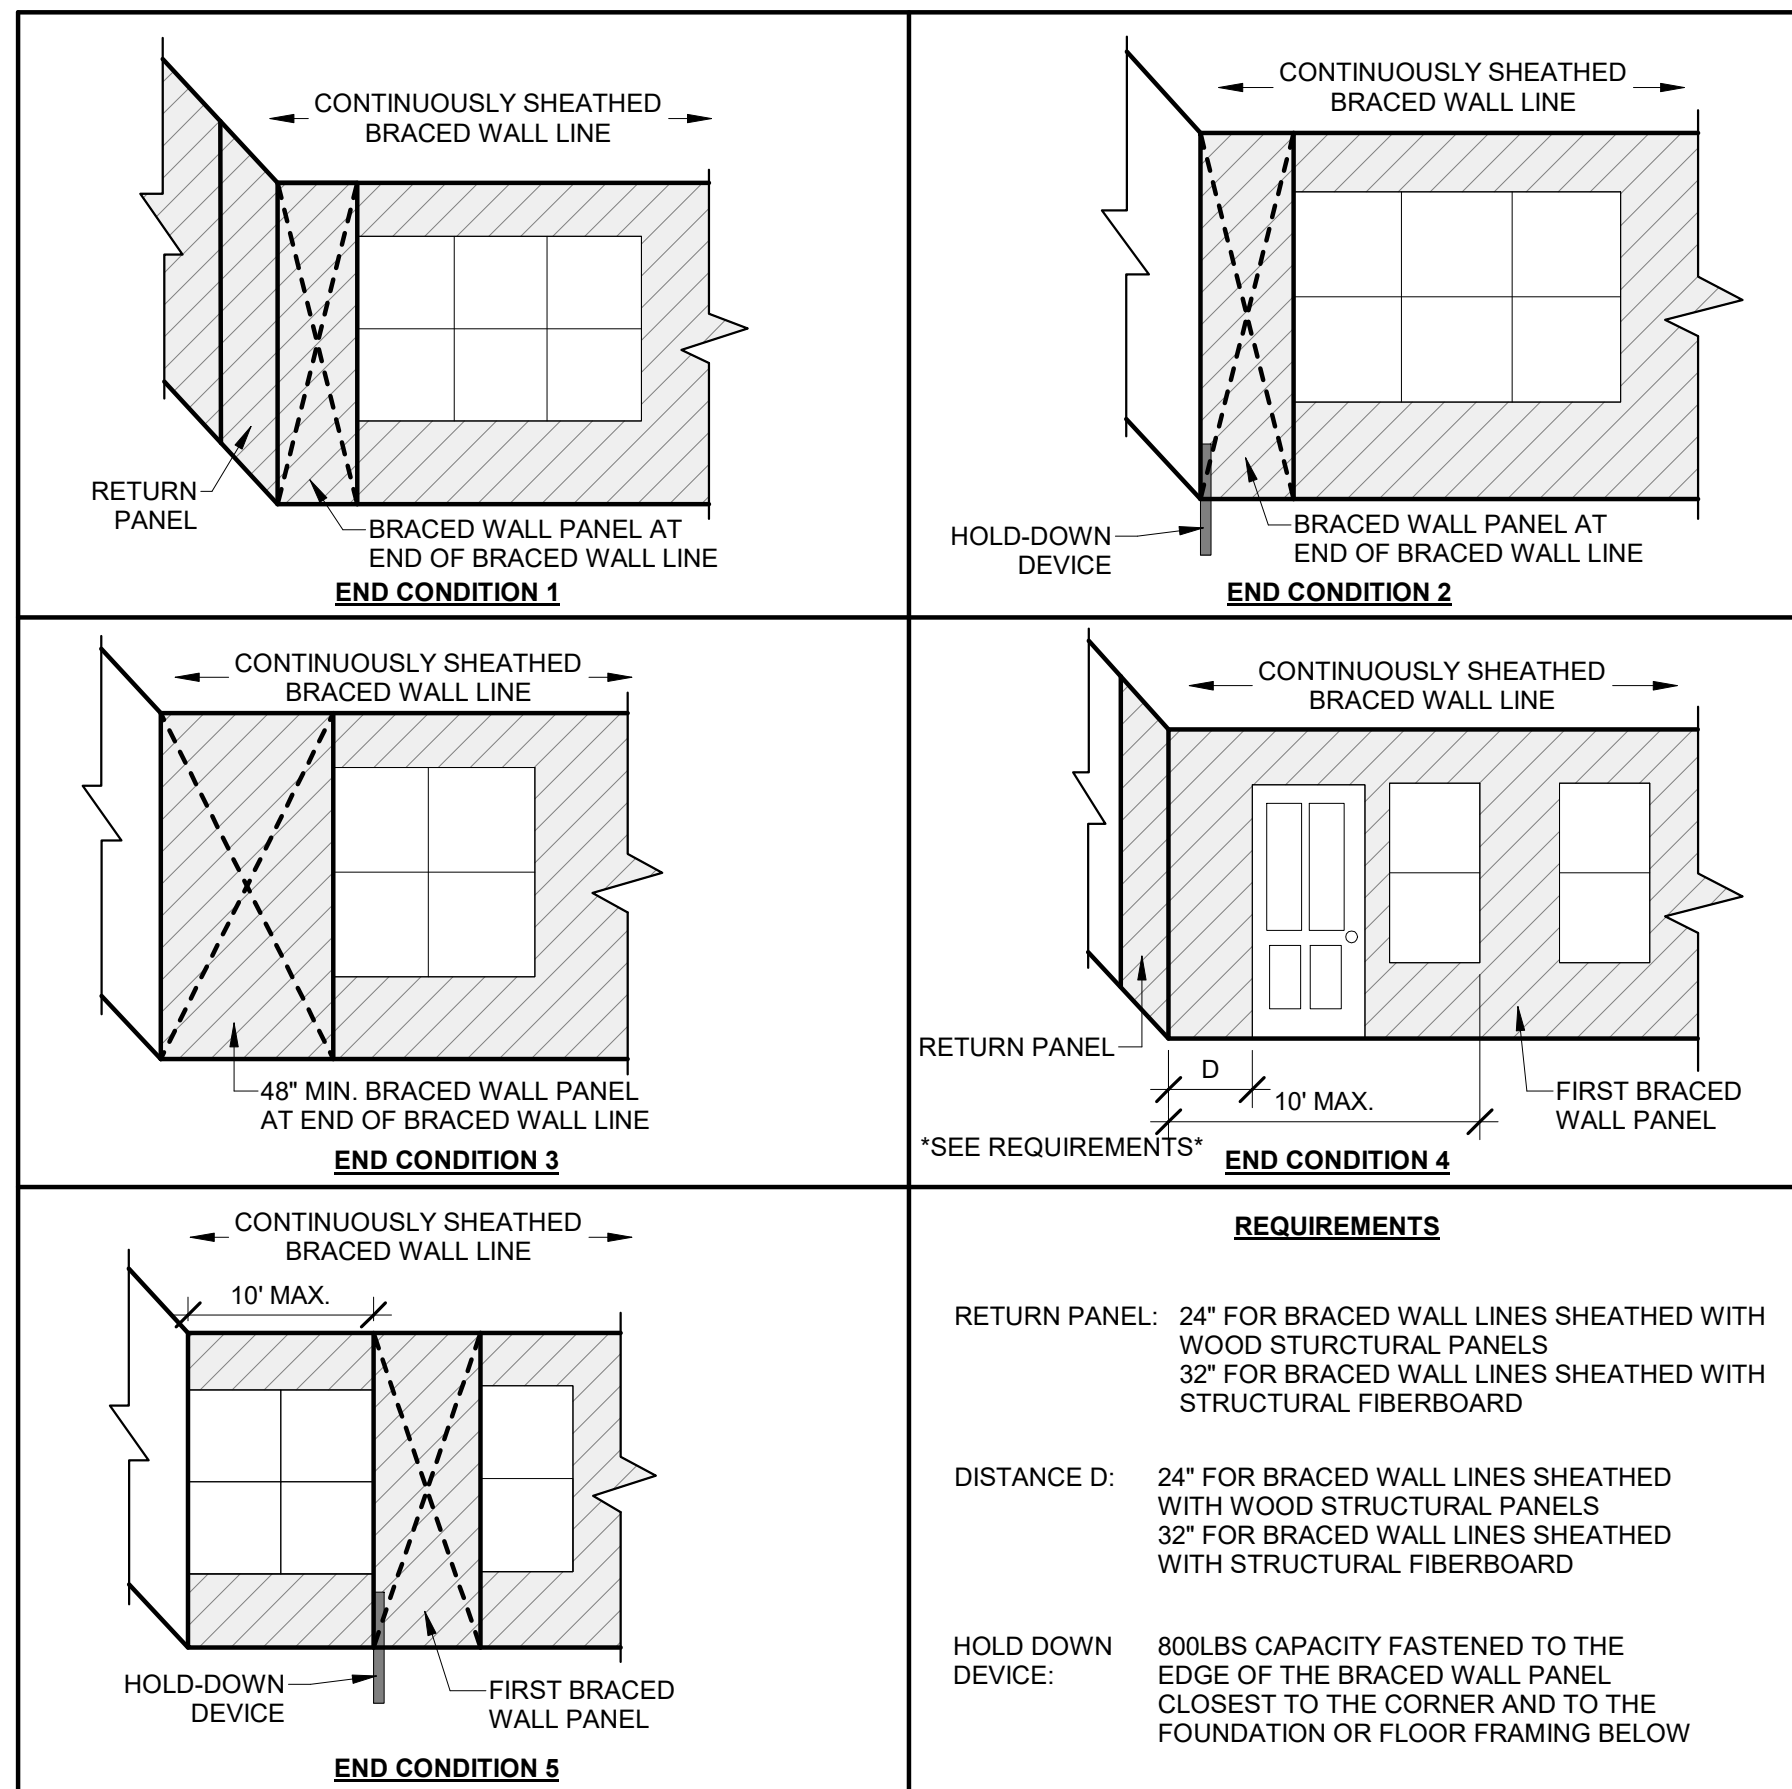 CONTINUOUSLY SHEATHED
BRACED WALL LINE
RETURN
PANEL
BRACED WALL PANEL AT
END OF BRACED WALL LINE
END CONDITION 1
CONTINUOUSLY SHEATHED
BRACED WALL LINE
HOLD-DOWN
DEVICE
BRACED WALL PANEL AT
END OF BRACED WALL LINE
END CONDITION 2
CONTINUOUSLY SHEATHED
BRACED WALL LINE
48" MIN. BRACED WALL PANEL
AT END OF BRACED WALL LINE
END CONDITION 3
CONTINUOUSLY SHEATHED
BRACED WALL LINE
RETURN PANEL
D
10' MAX.
FIRST BRACED
WALL PANEL
*SEE REQUIREMENTS*
END CONDITION 4
CONTINUOUSLY SHEATHED
BRACED WALL LINE
10' MAX.
HOLD-DOWN
DEVICE
FIRST BRACED
WALL PANEL
END CONDITION 5
REQUIREMENTS
RETURN PANEL: 24" FOR BRACED WALL LINES SHEATHED WITH
WOOD STURCTURAL PANELS
32" FOR BRACED WALL LINES SHEATHED WITH
STRUCTURAL FIBERBOARD
DISTANCE D: 24" FOR BRACED WALL LINES SHEATHED
WITH WOOD STRUCTURAL PANELS
32" FOR BRACED WALL LINES SHEATHED
WITH STRUCTURAL FIBERBOARD
HOLD DOWN 800LBS CAPACITY FASTENED TO THE
DEVICE: EDGE OF THE BRACED WALL PANEL
CLOSEST TO THE CORNER AND TO THE
FOUNDATION OR FLOOR FRAMING BELOW